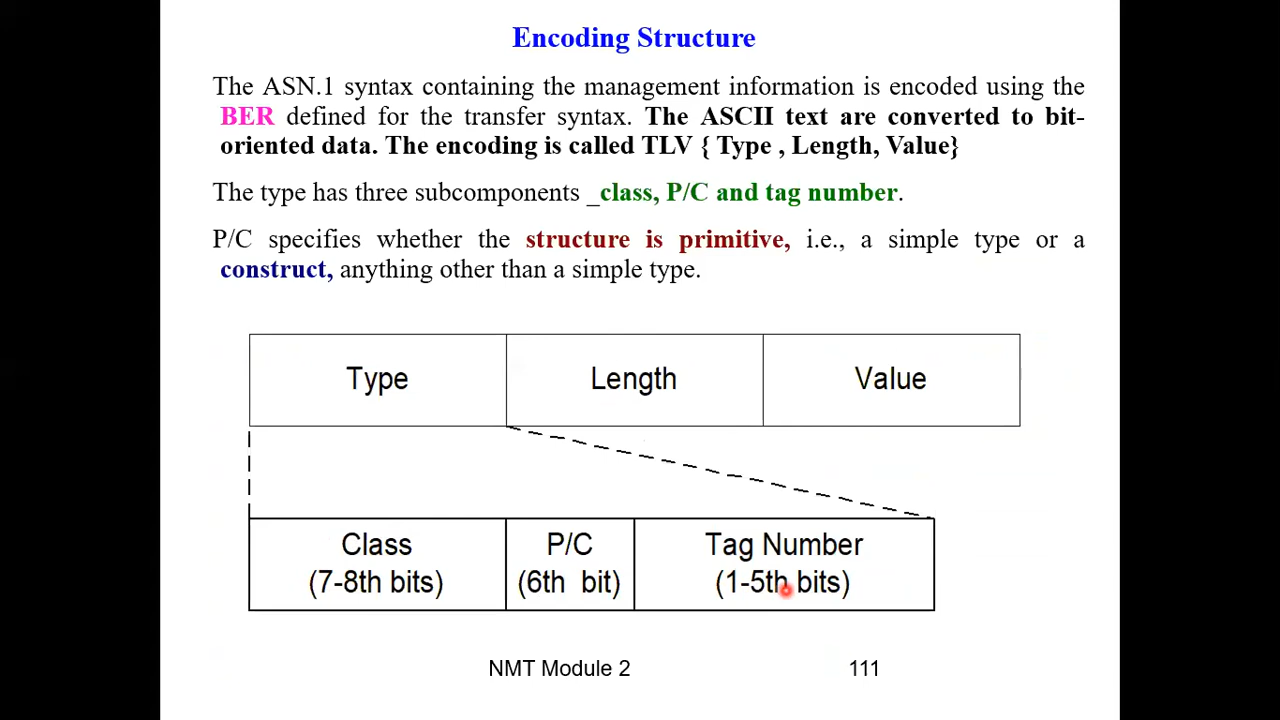 Encoding Structure
The ASN.1 syntax containing the management information is encoded using the
BER defined for the transfer syntax. The ASCII text are converted to bit-
oriented data. The encoding is called TLV { Type , Length, Value}
The type has three subcomponents _class, P/C and tag number.
P/C specifies whether the structure is primitive, i.e., a simple type or a
construct, anything other than a simple type.
Type Length Value
Class P/C Tag Number
(7-8th bits) (6th bit) (1-5th bits)
NMT Module 2 111